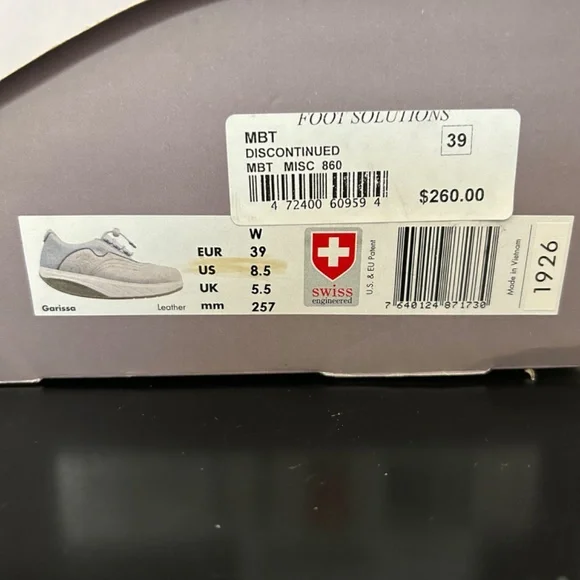 FOOT SOLUTIONS
MBT
DISCONTINUED
MBT MISC 860
39
4 72400 60959 4
$260.00
W
EUR 39
US 8.5
UK 5.5
mm 257
Garissa
Leather
swiss
engineered
U.S. & EU Patent
7 640124 871730
Made in Vietnam
1926